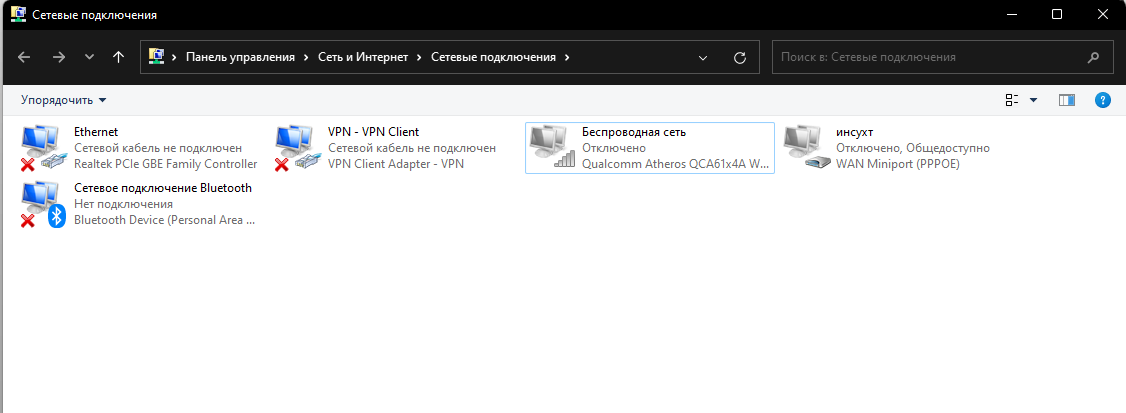 Сетевые подключения
Панель управления › Сеть и Интернет › Сетевые подключения ›
Поиск в: Сетевые подключения
Упорядочить
Ethernet
Сетевой кабель не подключен
Realtek PCIe GBE Family Controller
VPN - VPN Client
Сетевой кабель не подключен
VPN Client Adapter - VPN
Беспроводная сеть
Отключено
Qualcomm Atheros QCA61x4A W...
инсухт
Отключено, Общедоступно
WAN Miniport (PPPOE)
Сетевое подключение Bluetooth
Нет подключения
Bluetooth Device (Personal Area ...